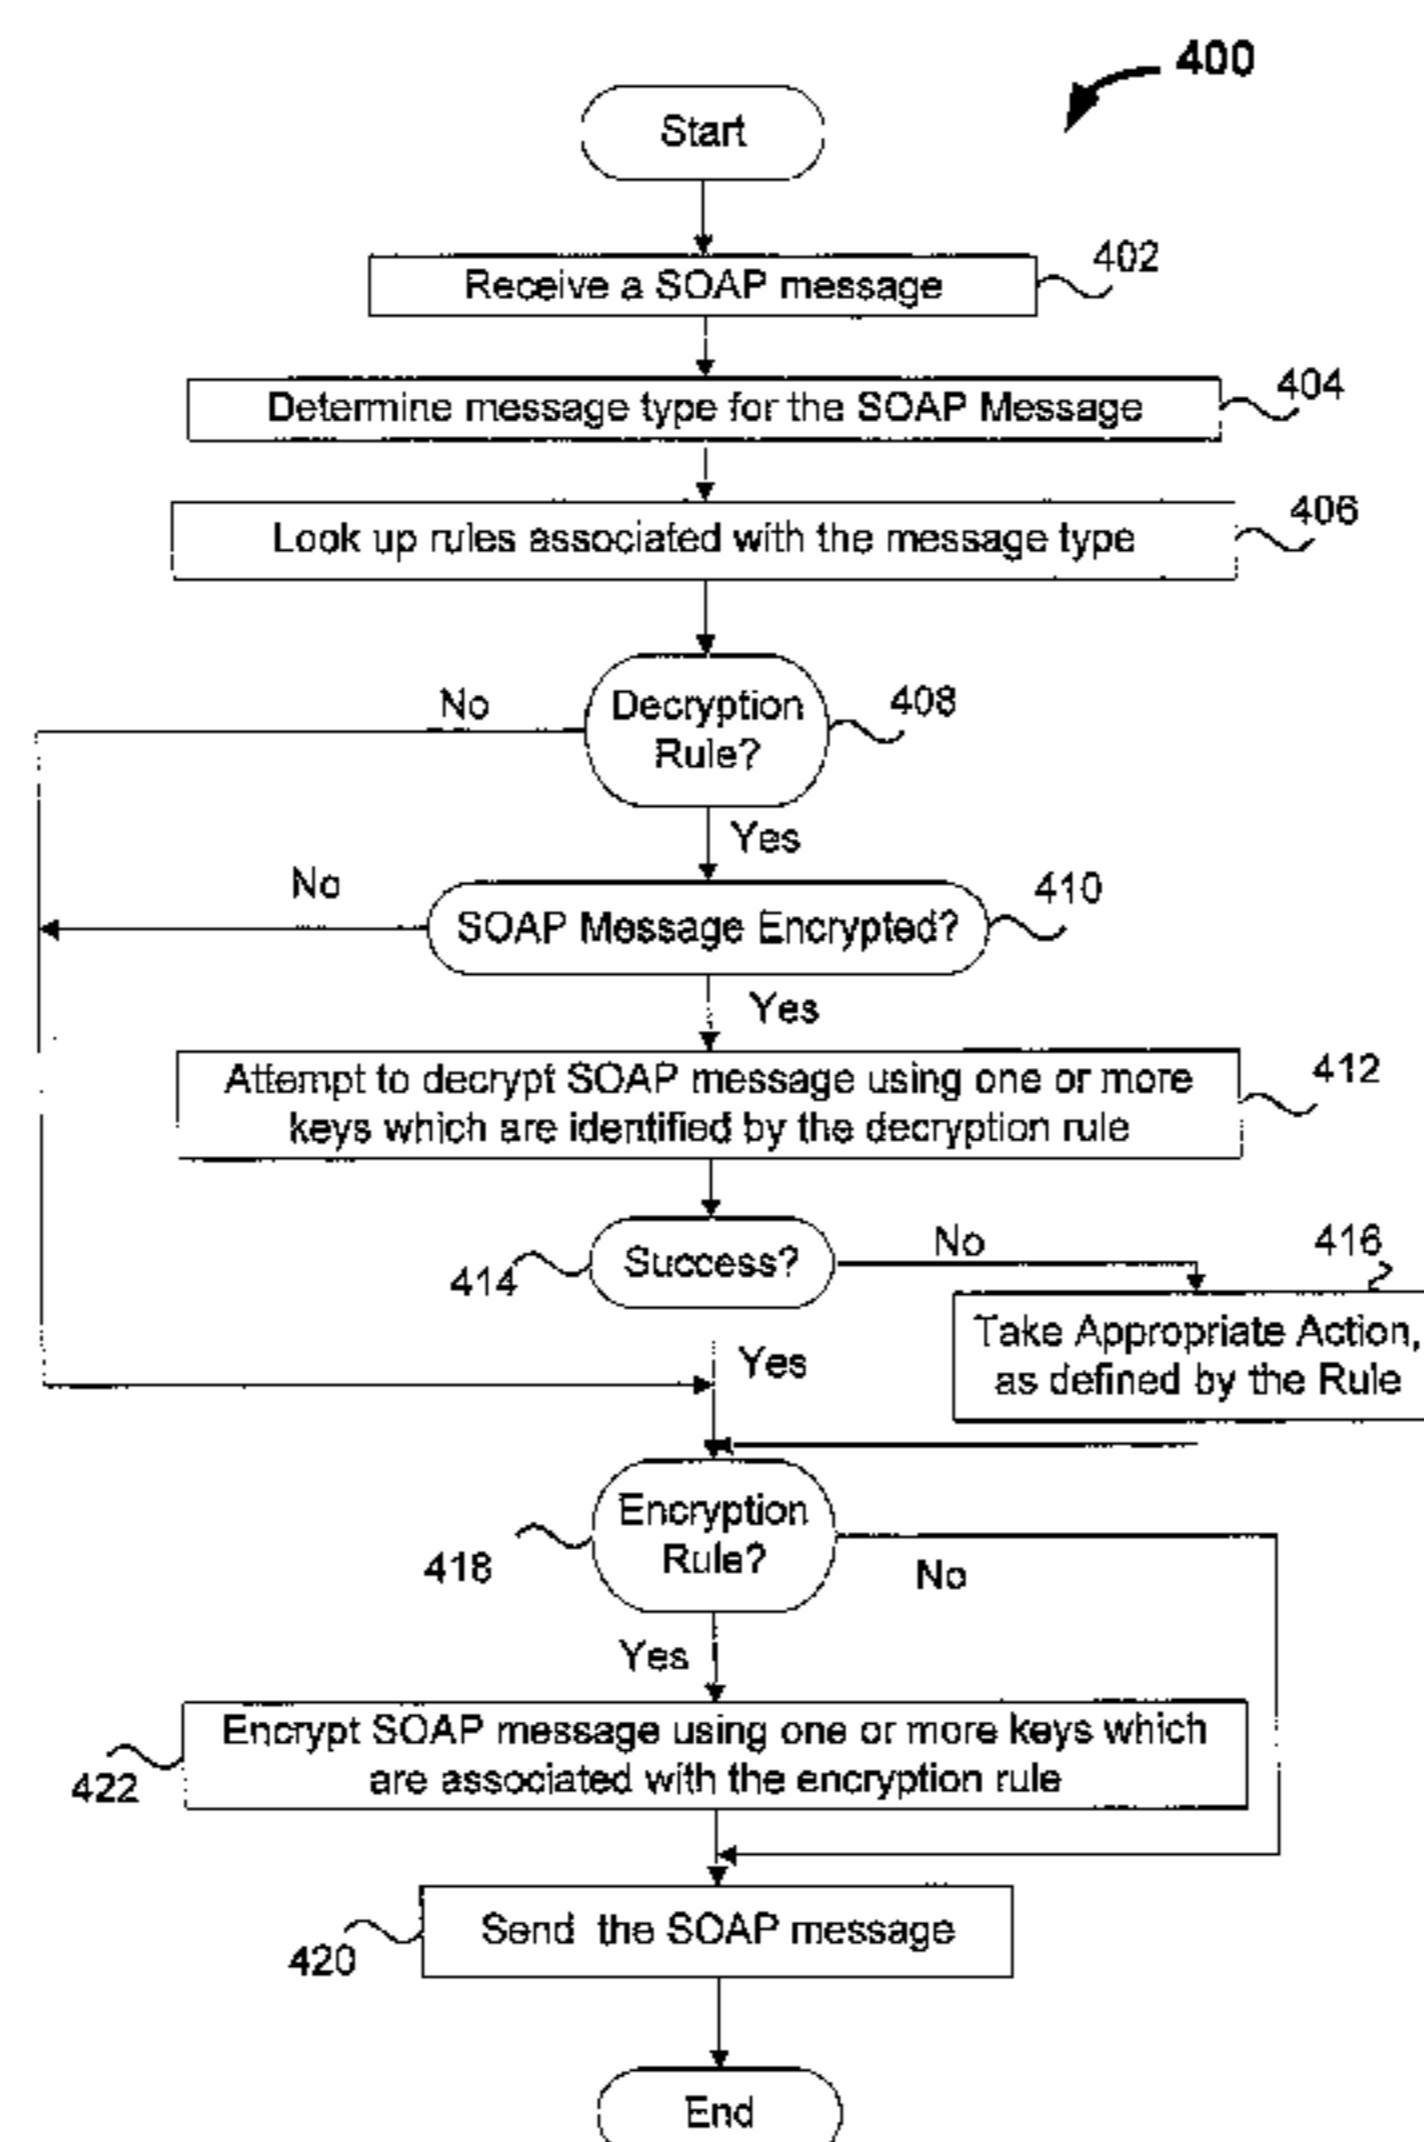 400
Start
402
Receive a SOAP message
404
Determine message type for the SOAP Message
406
Look up rules associated with the message type
No
Decryption
Rule?
408
Yes
No
SOAP Message Encrypted?
410
Yes
Attempt to decrypt SOAP message using one or more
keys which are identified by the decryption rule
412
414
Success?
No
416
Take Appropriate Action,
as defined by the Rule
Yes
Encryption
Rule?
418
No
Yes
Encrypt SOAP message using one or more keys which
are associated with the encryption rule
422
Send the SOAP message
420
End